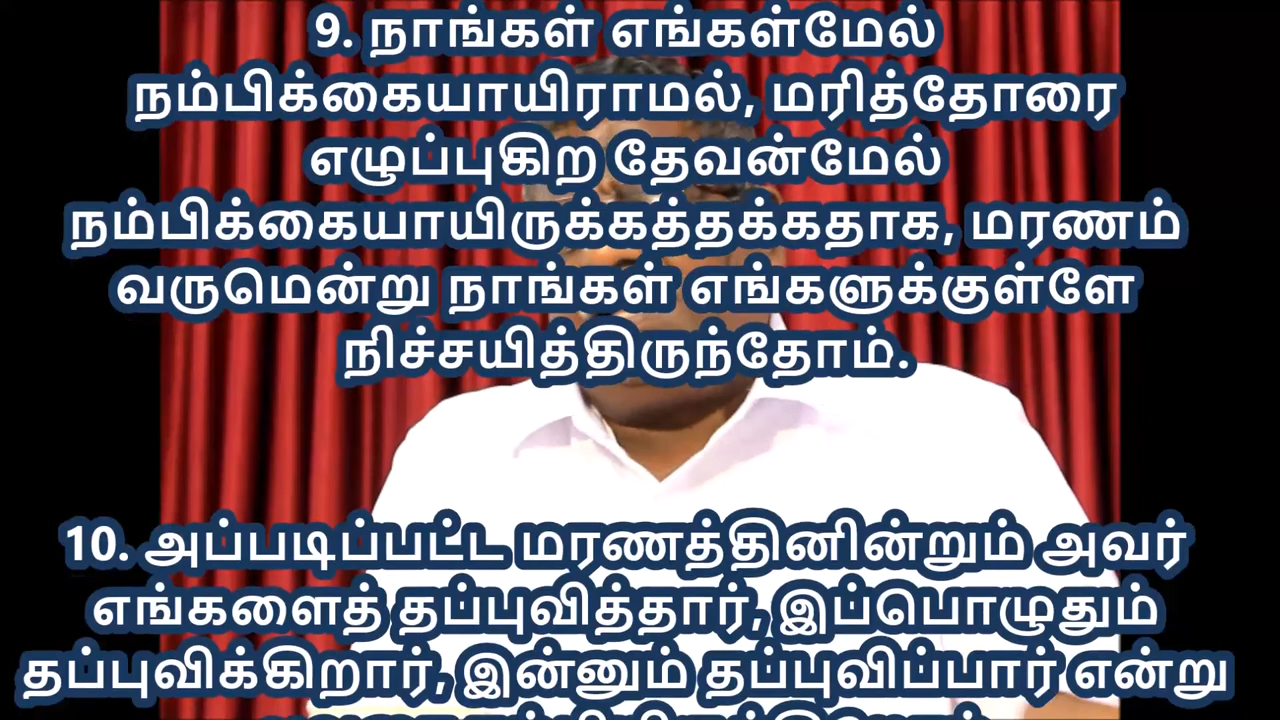 9. நாங்கள் எங்கள்மேல்
நம்பிக்கையாயிராமல், மரித்தோரை
எழுப்புகிற தேவன்மேல்
நம்பிக்கையாயிருக்கத்தக்கதாக, மரணம்
வருமென்று நாங்கள் எங்களுக்குள்ளே
நிச்சயித்திருந்தோம்.
10. அப்படிப்பட்ட மரணத்தினின்றும் அவர்
எங்களைத் தப்புவித்தார், இப்பொழுதும்
தப்புவிக்கிறார், இன்னும் தப்புவிப்பார் என்று